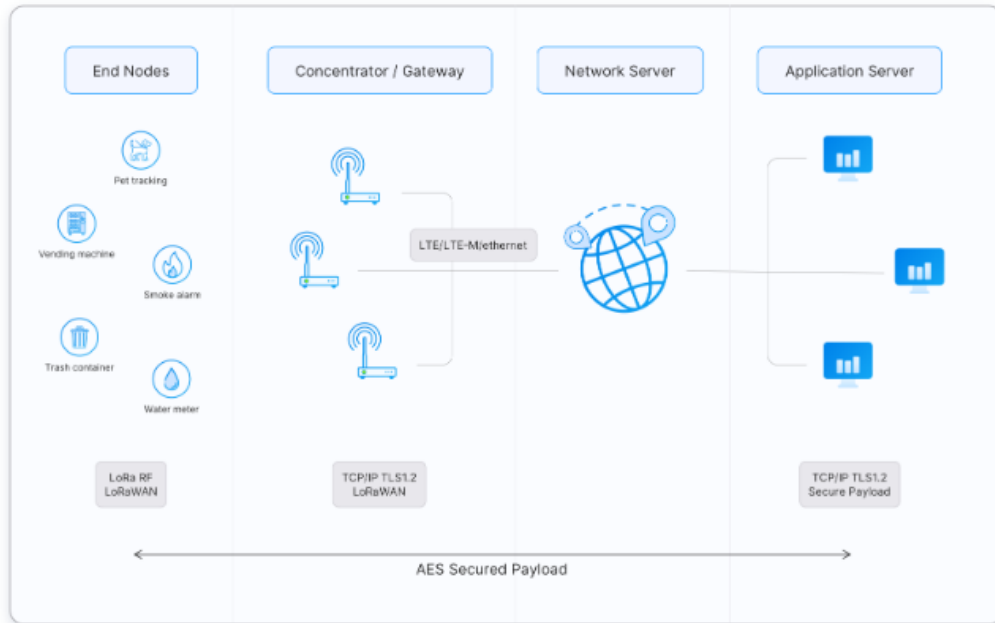 End Nodes
Concentrator / Gateway
Network Server
Application Server
Pet tracking
Vending machine
Smoke alarm
Trash container
Water meter
LTE/LTE-M/ethernet
LoRa RF
LoRaWAN
TCP/IP TLS1.2
LoRaWAN
TCP/IP TLS1.2
Secure Payload
AES Secured Payload